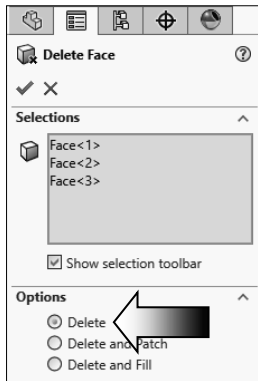 Delete Face
Selections
Face<1>
Face<2>
Face<3>
Show selection toolbar
Options
Delete
Delete and Patch
Delete and Fill